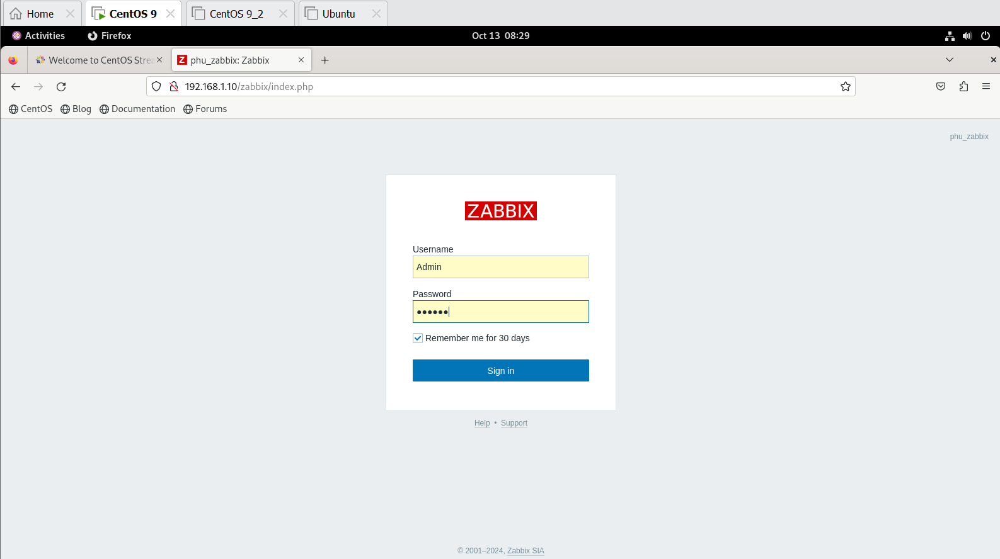 Home
CentOS 9
CentOS 9_2
Ubuntu
Activities
Firefox
Oct 13 08:29
Welcome to CentOS Strea
phu_zabbix: Zabbix
192.168.1.10/zabbix/index.php
CentOS
Blog
Documentation
Forums
phu_zabbix
ZABBIX
Username
Admin
Password
Remember me for 30 days
Sign in
Help • Support
© 2001–2024, Zabbix SIA